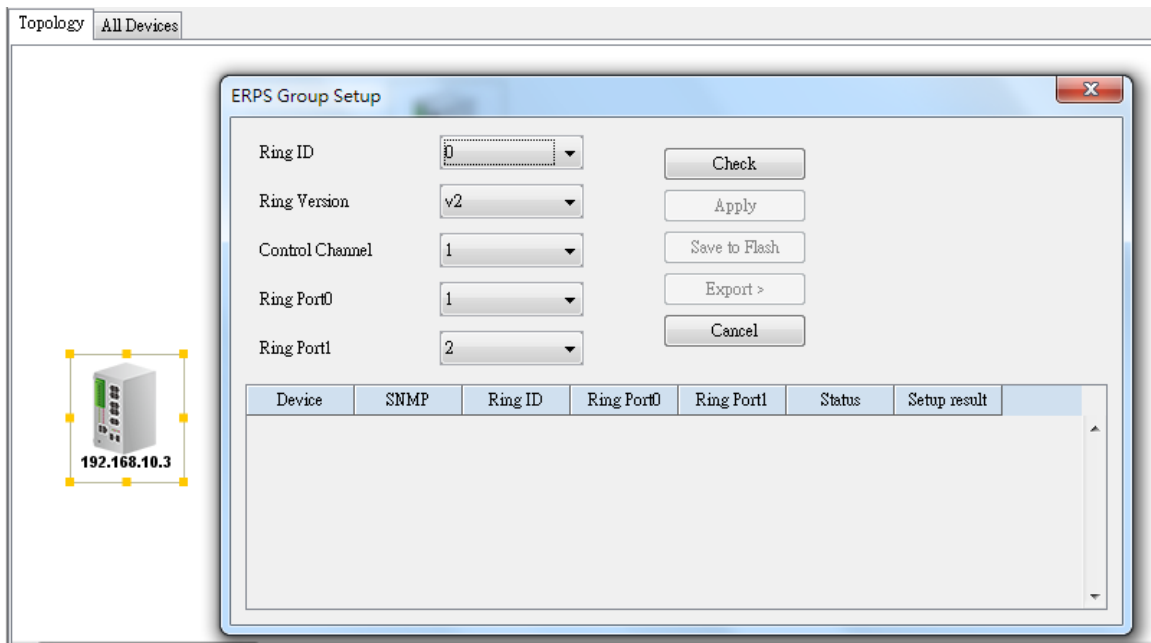 Topology All Devices
ERPS Group Setup
Ring ID 0
Check
Ring Version v2
Apply
Control Channel 1
Save to Flash
Ring Port0 1
Export >
Cancel
Ring Port1 2
Device SNMP Ring ID Ring Port0 Ring Port1 Status Setup result
192.168.10.3